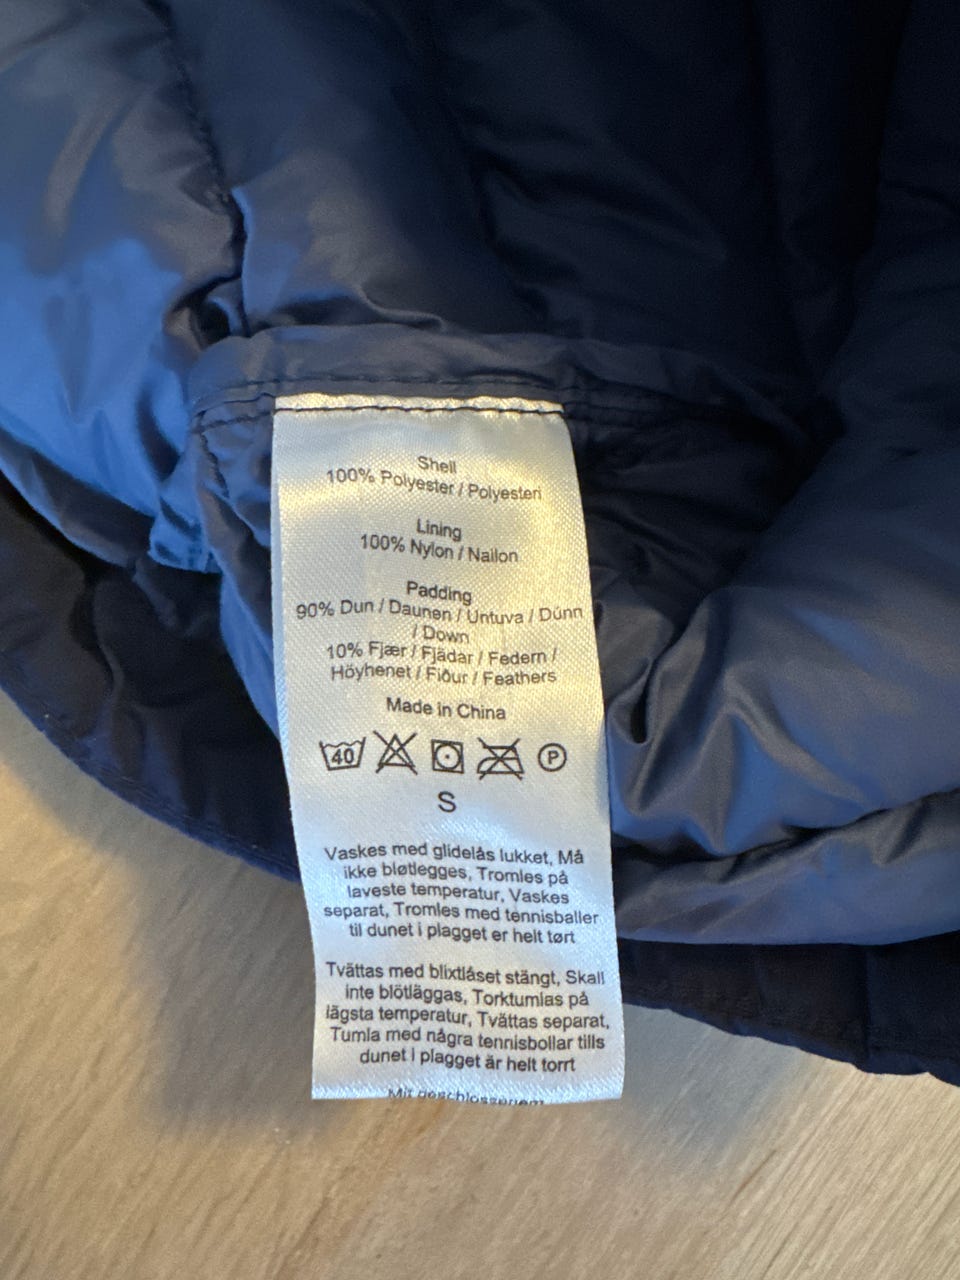 Shell
100% Polyester / Polyesteri
Lining
100% Nylon / Nailon
Padding
90% Dun / Daunen / Untuva / Dúnn
/ Down
10% Fjær / Fjädar / Federn /
Höyhenet / Fiður / Feathers
Made in China
40 P
S
Vaskes med glidelås lukket, Må
ikke bløtlegges, Tromles på
laveste temperatur, Vaskes
separat, Tromles med tennisballer
til dunet i plagget er helt tørt
Tvättas med blixtlåset stängt, Skall
inte blötläggas, Torktumlas på
lägsta temperatur, Tvättas separat,
Tumla med några tennisbollar tills
dunet i plagget är helt torrt
Mit geschlossenem